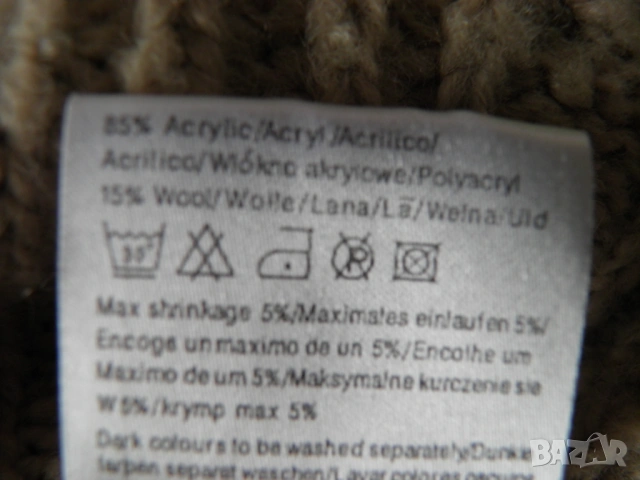 85% Acrylic/Acryl/Acrilico/
Acrilico/Włókno akrylowe/Polyacryl
15% Wool/Wolle/Lana/Lã/Wełna/Uld
30°
P
Max shrinkage 5%/Maximales einlaufen 5%/
Encoge un maximo de un 5%/Encolhe um
Maximo de um 5%/Maksymalne kurczenie sie
W 5%/krymp max 5%
Dark colours to be washed separately/Dunkle
farben separat waschen/Lavar colores oscuros
BAZAR